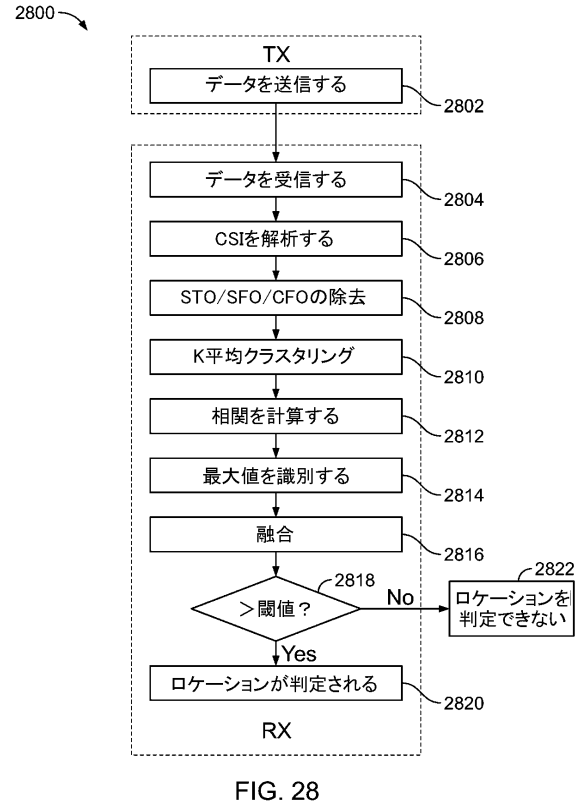 2800
TX
データを送信する
2802
データを受信する
2804
CSIを解析する
2806
STO/SFO/CFOの除去
2808
K平均クラスタリング
2810
相関を計算する
2812
最大値を識別する
2814
融合
2816
2818
＞閾値？
No
2822
ロケーションを
判定できない
Yes
ロケーションが判定される
2820
RX
FIG. 28